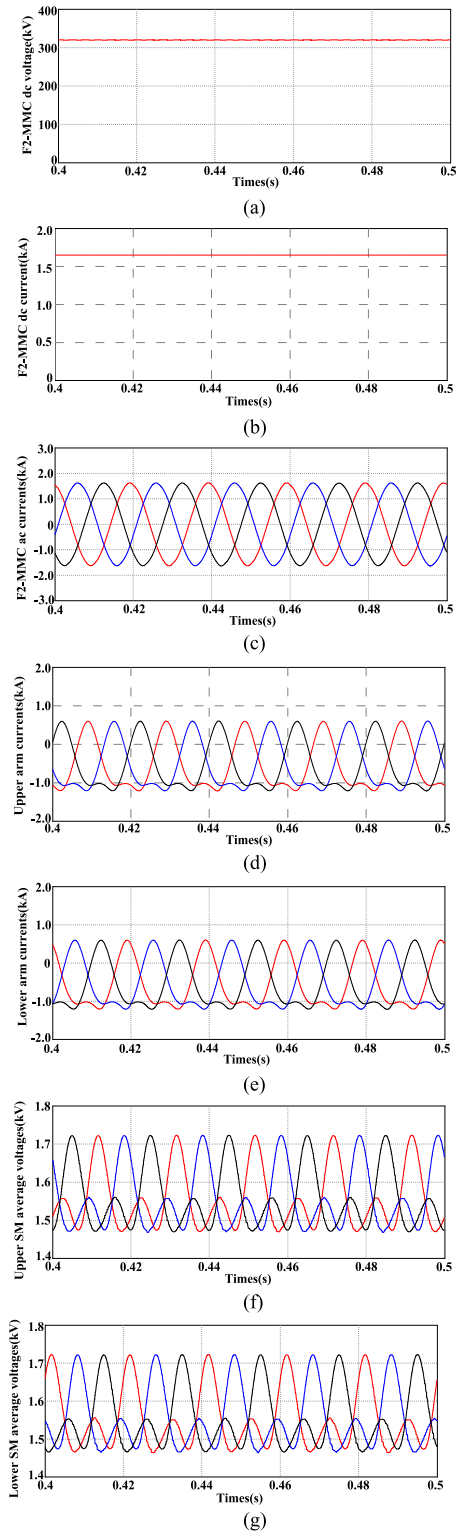 F2-MMC dc voltage(kV)
400
300
200
100
0
0.4 0.42 0.44 0.46 0.48 0.5
Times(s)
(a)
F2-MMC dc current(kA)
2.0
1.5
1.0
0.5
0
0.4 0.42 0.44 0.46 0.48 0.5
Times(s)
(b)
F2-MMC ac currents(kA)
3.0
2.0
1.0
0
-1.0
-2.0
-3.0
0.4 0.42 0.44 0.46 0.48 0.5
Times(s)
(c)
Upper arm currents(kA)
2.0
1.0
0
-1.0
-2.0
0.4 0.42 0.44 0.46 0.48 0.5
Times(s)
(d)
Lower arm currents(kA)
2.0
1.0
0
-1.0
-2.0
0.4 0.42 0.44 0.46 0.48 0.5
Times(s)
(e)
Upper SM average voltages(kV)
1.8
1.7
1.6
1.5
1.4
0.4 0.42 0.44 0.46 0.48 0.5
Times(s)
(f)
Lower SM average voltages(kV)
1.8
1.7
1.6
1.5
1.4
0.4 0.42 0.44 0.46 0.48 0.5
Times(s)
(g)